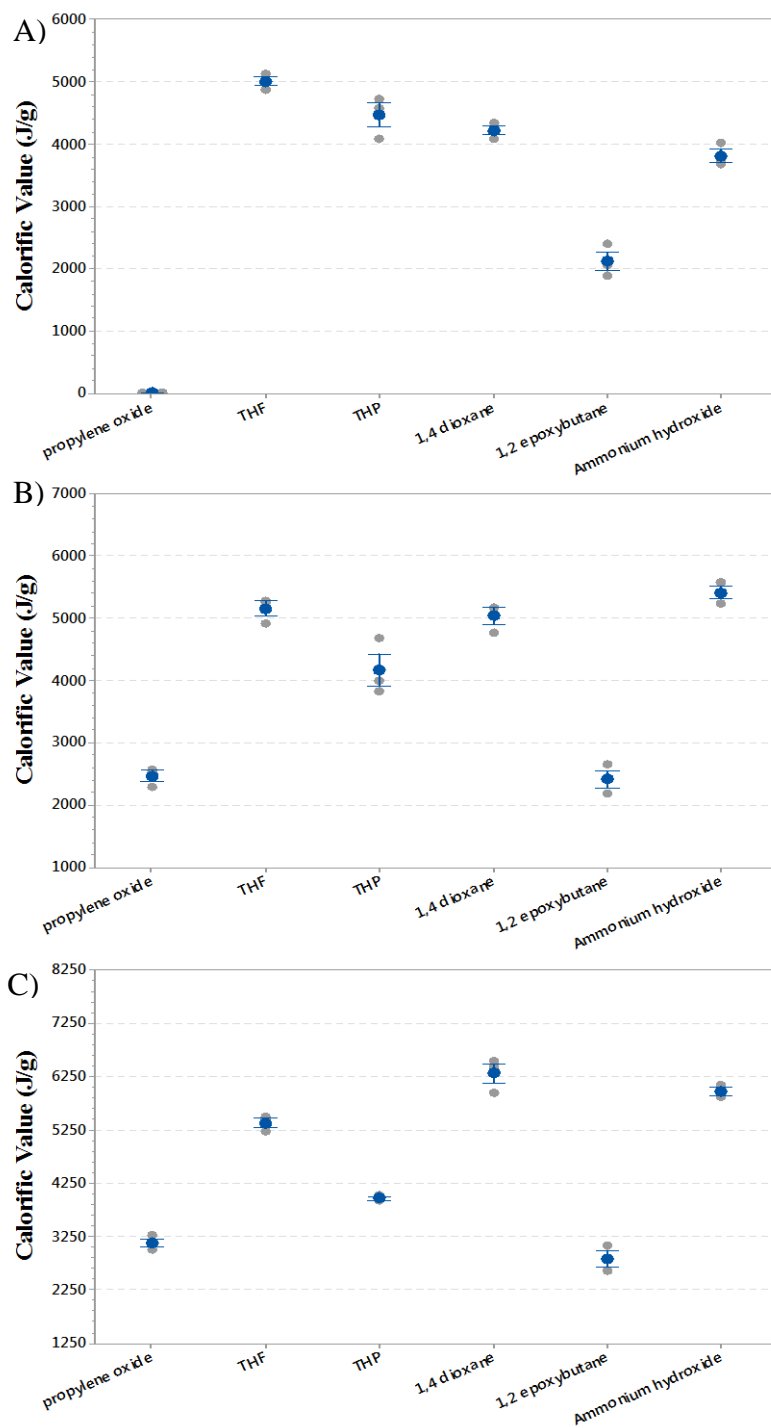 A)
Calorific Value (J/g)
6000
5000
4000
3000
2000
1000
0
propylene oxide
THF
THP
1,4 dioxane
1,2 epoxybutane
Ammonium hydroxide
B)
Calorific Value (J/g)
7000
6000
5000
4000
3000
2000
1000
propylene oxide
THF
THP
1,4 dioxane
1,2 epoxybutane
Ammonium hydroxide
C)
Calorific Value (J/g)
8250
7250
6250
5250
4250
3250
2250
1250
propylene oxide
THF
THP
1,4 dioxane
1,2 epoxybutane
Ammonium hydroxide